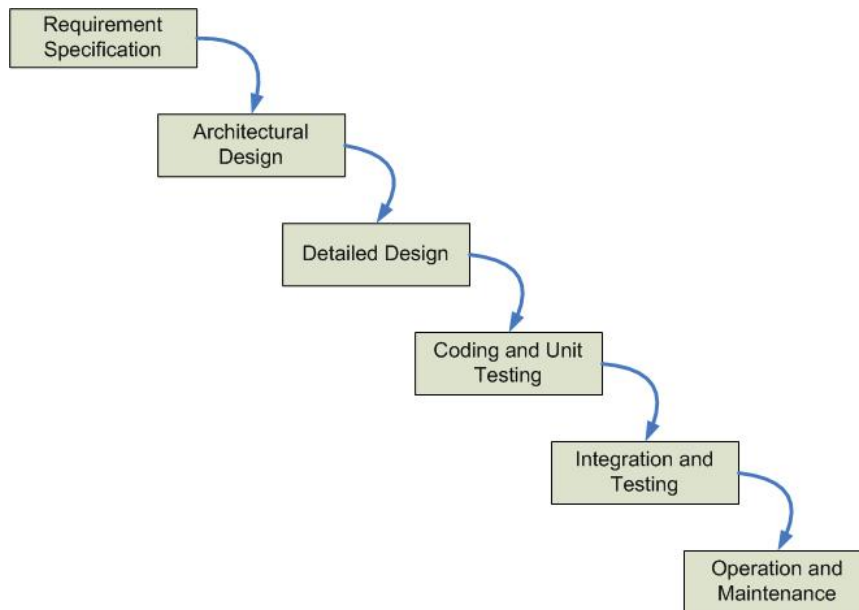 Requirement
Specification
Architectural
Design
Detailed Design
Coding and Unit
Testing
Integration and
Testing
Operation and
Maintenance